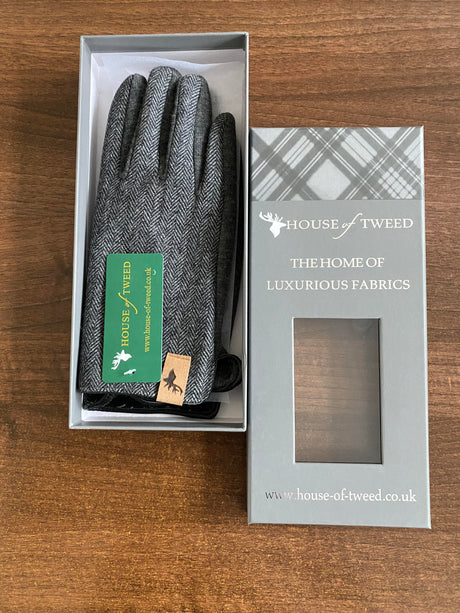 HOUSE of TWEED
www.house-of-tweed.co.uk
HOUSE of TWEED
THE HOME OF
LUXURIOUS FABRICS
www.house-of-tweed.co.uk